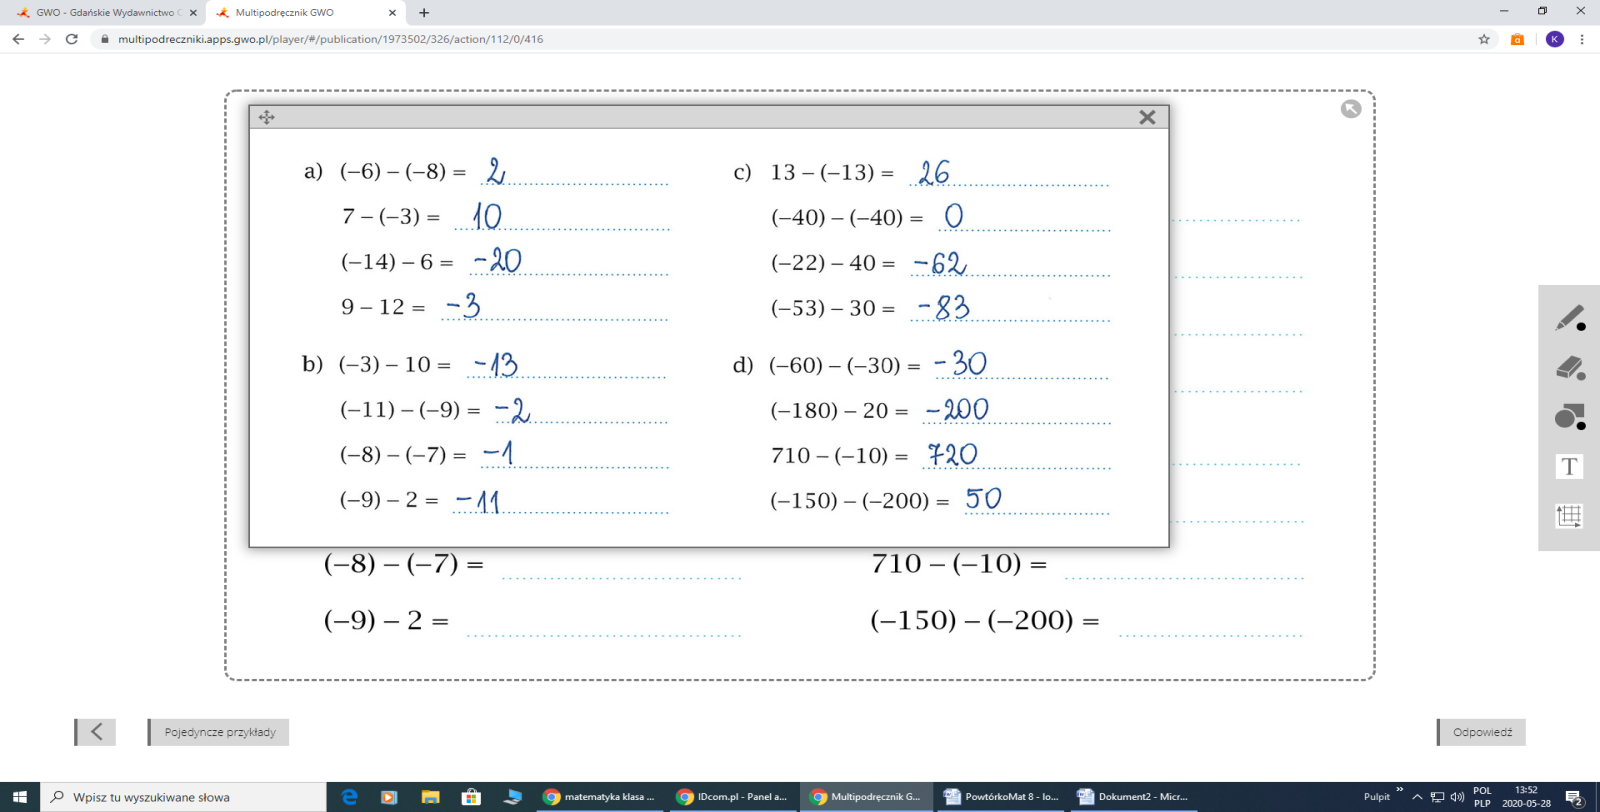 GWO - Gdańskie Wydawnictwo
Multipodręcznik GWO
multipodreczniki.apps.gwo.pl/player/#/publication/1973502/326/action/112/0/416
K
a) (−6) − (−8) = 2
7 − (−3) = 10
(−14) − 6 = −20
9 − 12 = −3
b) (−3) − 10 = −13
(−11) − (−9) = −2
(−8) − (−7) = −1
(−9) − 2 = −11
c) 13 − (−13) = 26
(−40) − (−40) = 0
(−22) − 40 = −62
(−53) − 30 = −83
d) (−60) − (−30) = −30
(−180) − 20 = −200
710 − (−10) = 720
(−150) − (−200) = 50
(−8) − (−7) =
710 − (−10) =
(−9) − 2 =
(−150) − (−200) =
T
Pojedyncze przykłady
Odpowiedź
Wpisz tu wyszukiwane słowa
matematyka klasa ...
IDcom.pl - Panel a...
Multipodręcznik G...
PowtórkoMat 8 - lo...
Dokument2 - Micr...
Pulpit
POL
PLP
13:52
2020-05-28
2